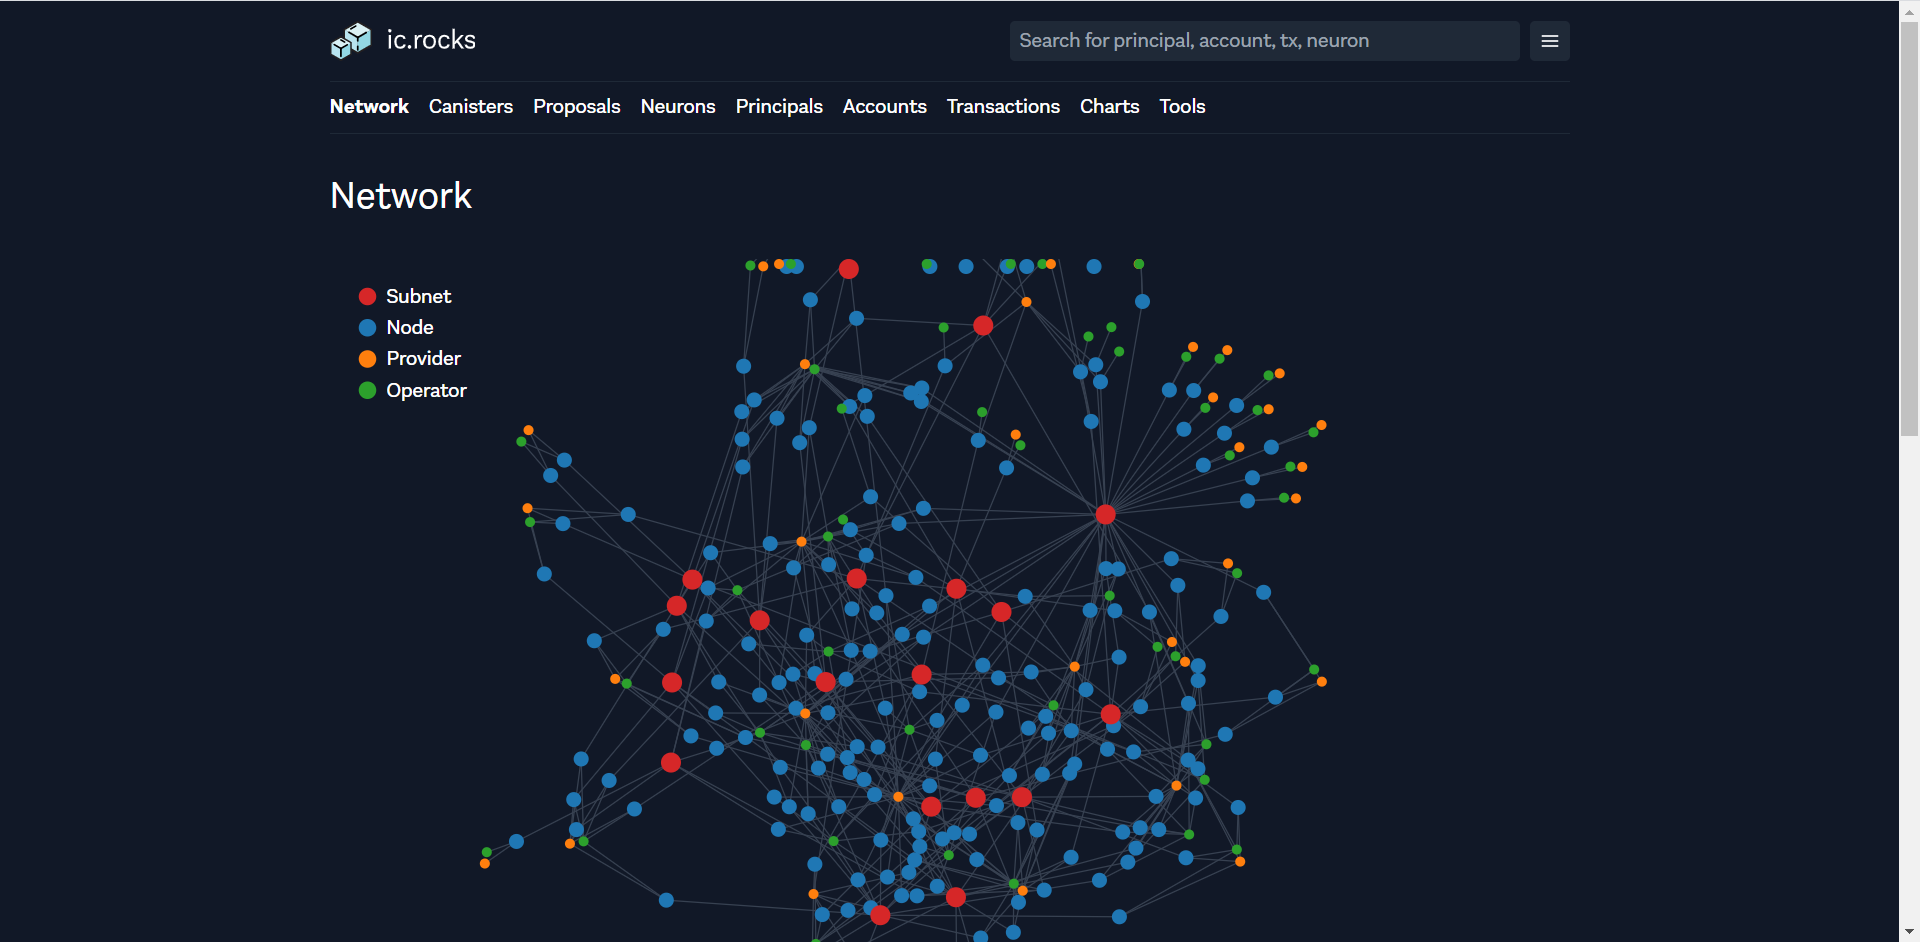 ic.rocks
Search for principal, account, tx, neuron
Network Canisters Proposals Neurons Principals Accounts Transactions Charts Tools
Network
Subnet
Node
Provider
Operator